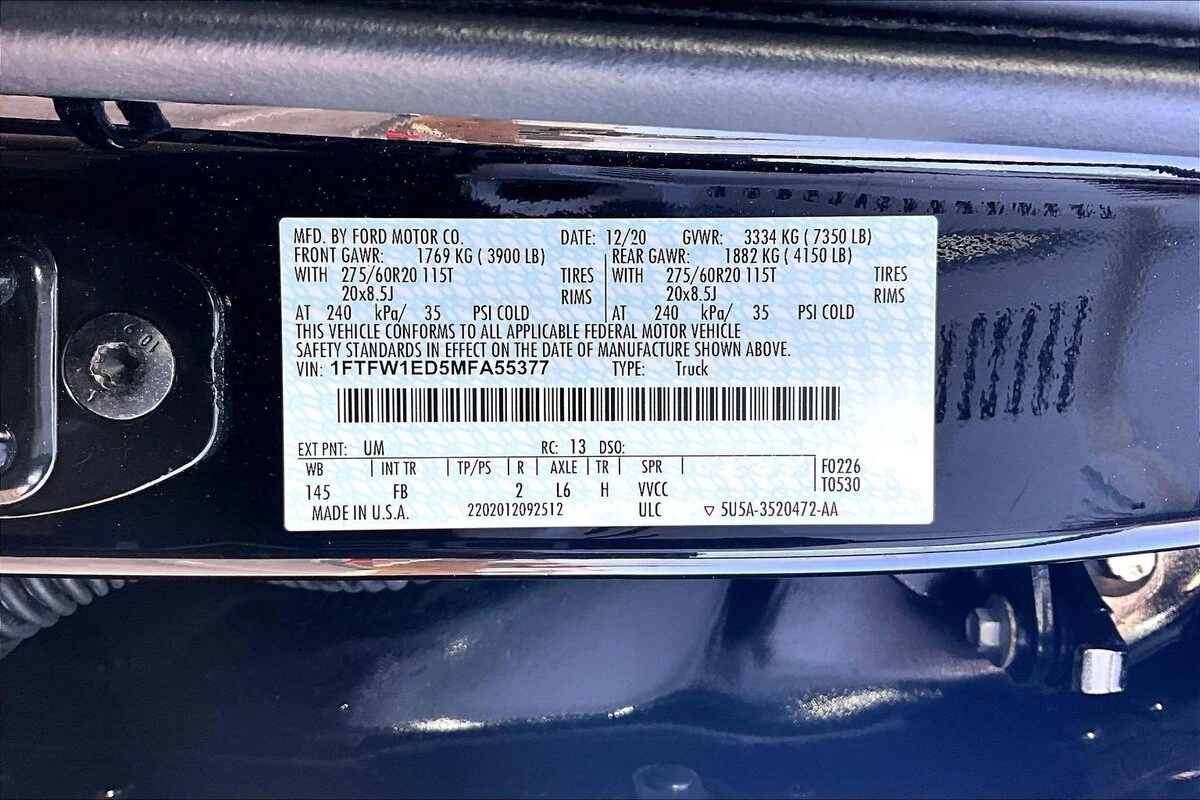 MFD. BY FORD MOTOR CO. DATE: 12/20 GVWR: 3334 KG ( 7350 LB)
FRONT GAWR: 1769 KG ( 3900 LB) REAR GAWR: 1882 KG ( 4150 LB)
WITH 275/60R20 115T TIRES WITH 275/60R20 115T TIRES
20x8.5J RIMS 20x8.5J RIMS
AT 240 kPa/ 35 PSI COLD AT 240 kPa/ 35 PSI COLD
THIS VEHICLE CONFORMS TO ALL APPLICABLE FEDERAL MOTOR VEHICLE
SAFETY STANDARDS IN EFFECT ON THE DATE OF MANUFACTURE SHOWN ABOVE.
VIN: 1FTFW1ED5MFA55377 TYPE: Truck
EXT PNT: UM RC: 13 DSO:
WB INT TR TP/PS R AXLE TR SPR F0226
145 FB 2 L6 H VVCC T0530
MADE IN U.S.A. 2202012092512 ULC ▽ 5U5A-3520472-AA
10.9